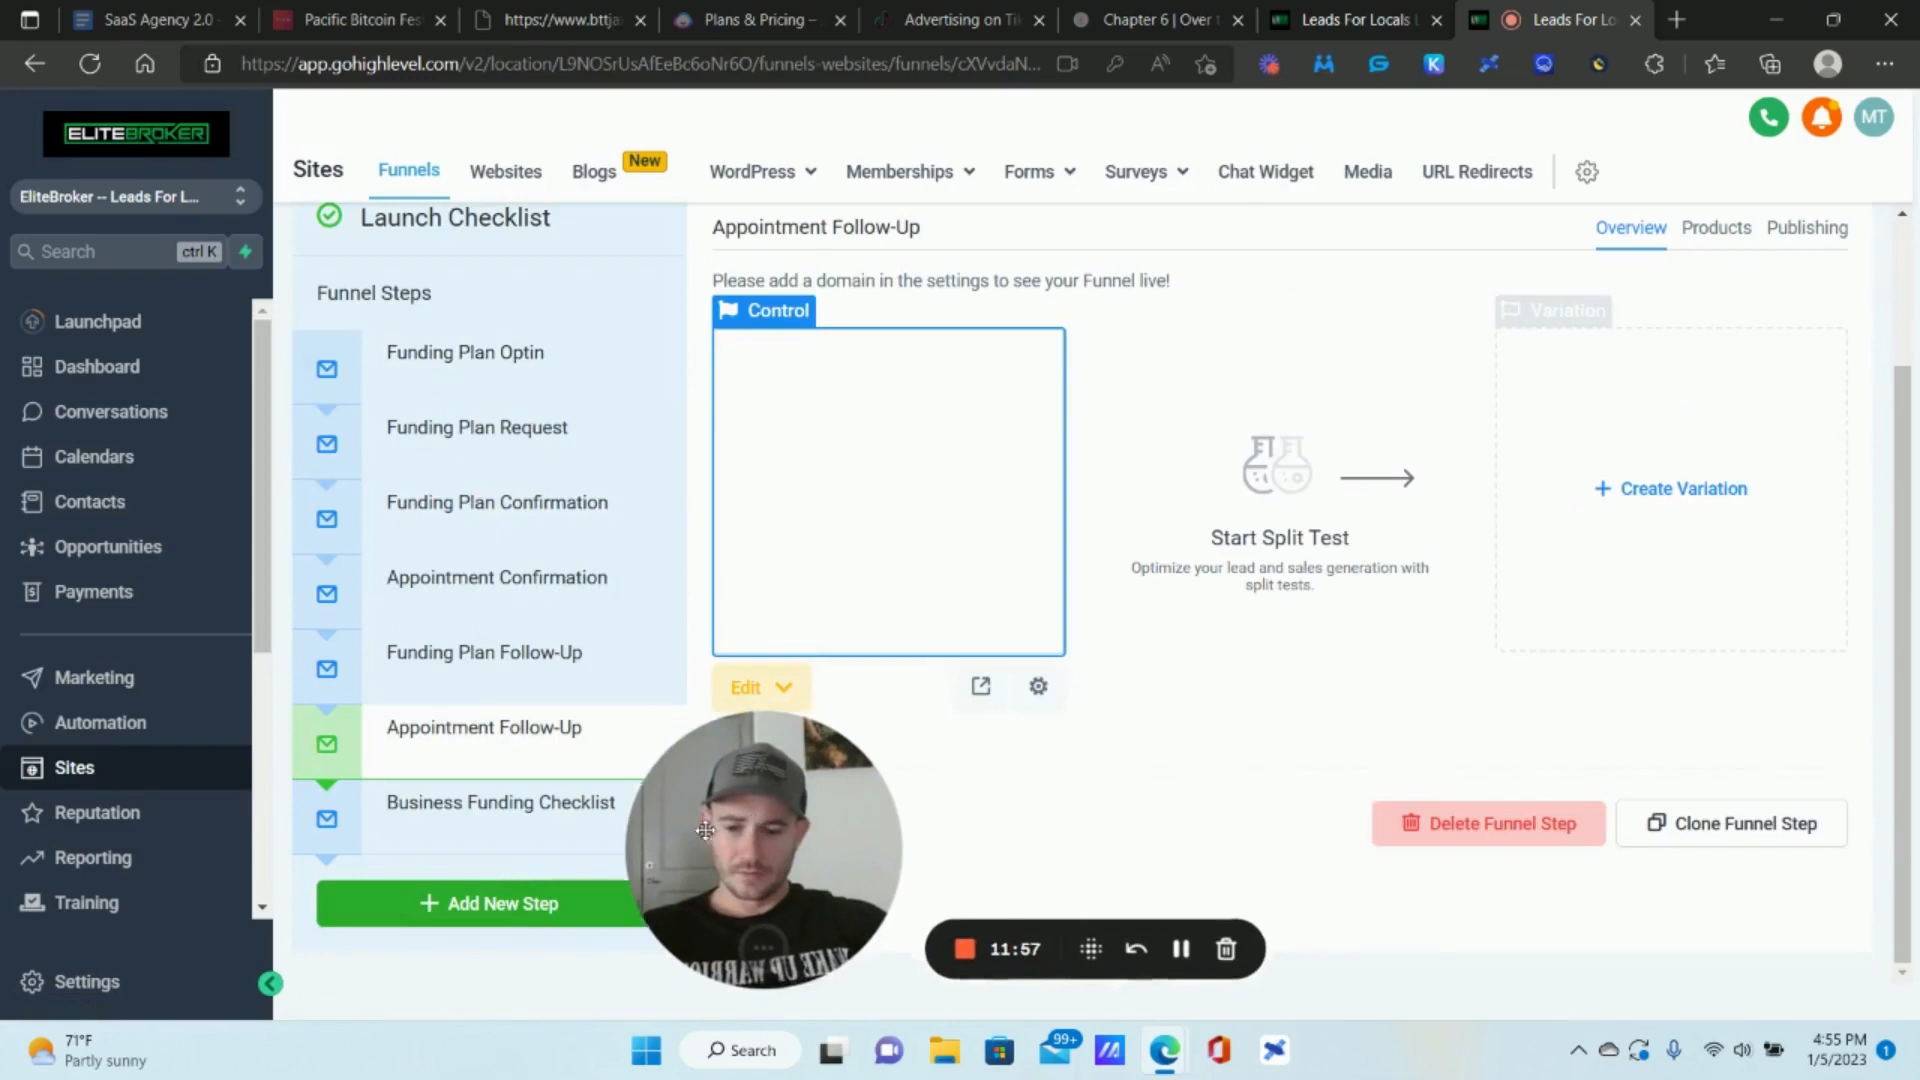 SaaS Agency 2.0 -
Pacific Bitcoin Fes
https://www.bttja
Plans & Pricing –
Advertising on Tik
Chapter 6 | Over
Leads For Locals
Leads For Lo
https://app.gohighlevel.com/v2/location/L9NOSrUsAfEeBc6oNr6O/funnels-websites/funnels/cXVvdaN...
ELITEBROKER
EliteBroker -- Leads For L...
Search
ctrl K
Launchpad
Dashboard
Conversations
Calendars
Contacts
Opportunities
Payments
Marketing
Automation
Sites
Reputation
Reporting
Training
Settings
MT
Sites
Funnels
Websites
Blogs
New
WordPress
Memberships
Forms
Surveys
Chat Widget
Media
URL Redirects
Launch Checklist
Funnel Steps
Funding Plan Optin
Funding Plan Request
Funding Plan Confirmation
Appointment Confirmation
Funding Plan Follow-Up
Appointment Follow-Up
Business Funding Checklist
+ Add New Step
Appointment Follow-Up
Overview
Products
Publishing
Please add a domain in the settings to see your Funnel live!
Control
Variation
Start Split Test
Optimize your lead and sales generation with
split tests.
+ Create Variation
Edit
Delete Funnel Step
Clone Funnel Step
WAKE UP WARRIO
11:57
71°F
Partly sunny
Search
99+
4:55 PM
1/5/2023
1